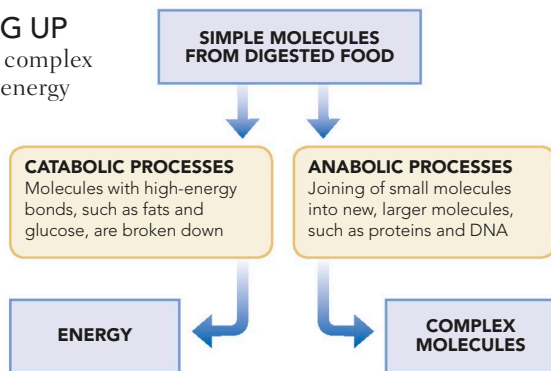 G UP
complex
energy
SIMPLE MOLECULES
FROM DIGESTED FOOD
CATABOLIC PROCESSES
Molecules with high-energy
bonds, such as fats and
glucose, are broken down
ANABOLIC PROCESSES
Joining of small molecules
into new, larger molecules,
such as proteins and DNA
ENERGY
COMPLEX
MOLECULES